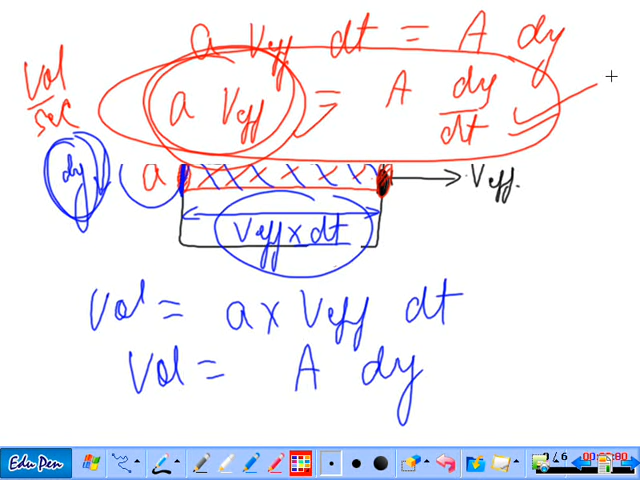 a Veff dt = A dy
Vol/sec
a Veff = A dy/dt
dy
a
Veff.
Veff x dt
Vol = a x Veff dt
Vol = A dy
Edu Pen